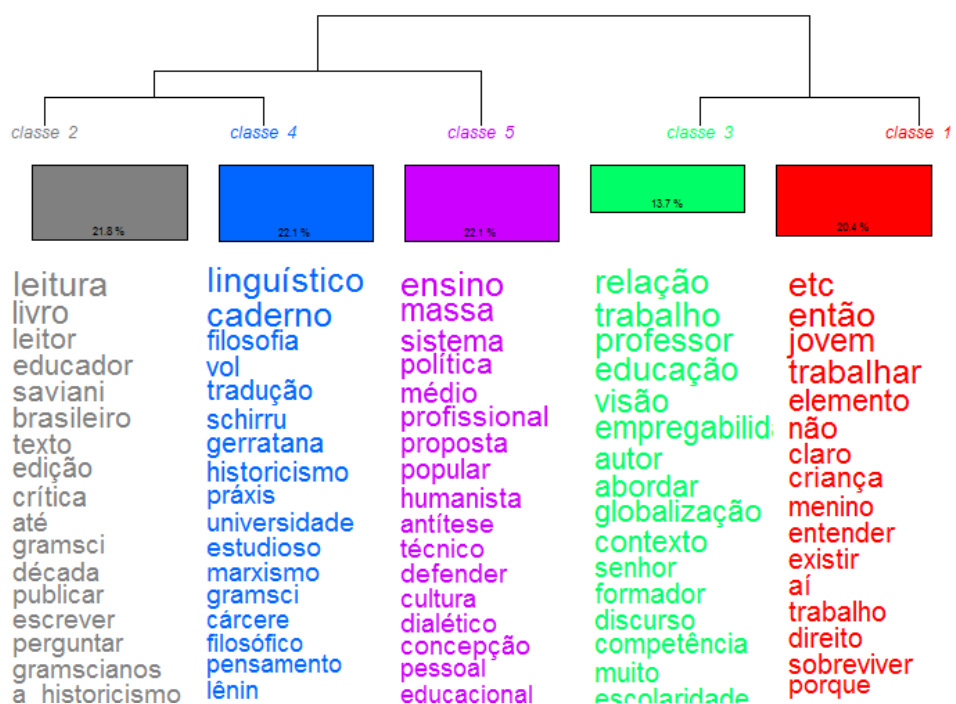 classe 2
classe 4
classe 5
classe 3
classe 1
21.8 %
22.1 %
22.1 %
13.7 %
20.4 %
leitura
livro
leitor
educador
saviani
brasileiro
texto
edição
crítica
até
gramsci
década
publicar
escrever
perguntar
gramscianos
a historicismo
linguístico
caderno
filosofia
vol
tradução
schirru
gerratana
historicismo
práxis
universidade
estudioso
marxismo
gramsci
cárcere
filosófico
pensamento
lênin
ensino
massa
sistema
política
médio
profissional
proposta
popular
humanista
antítese
técnico
defender
cultura
dialético
concepção
pessoal
educacional
relação
trabalho
professor
educação
visão
empregabilid
autor
abordar
globalização
contexto
senhor
formador
discurso
competência
muito
escolaridade
etc
então
jovem
trabalhar
elemento
não
claro
criança
menino
entender
existir
aí
trabalho
direito
sobreviver
porque